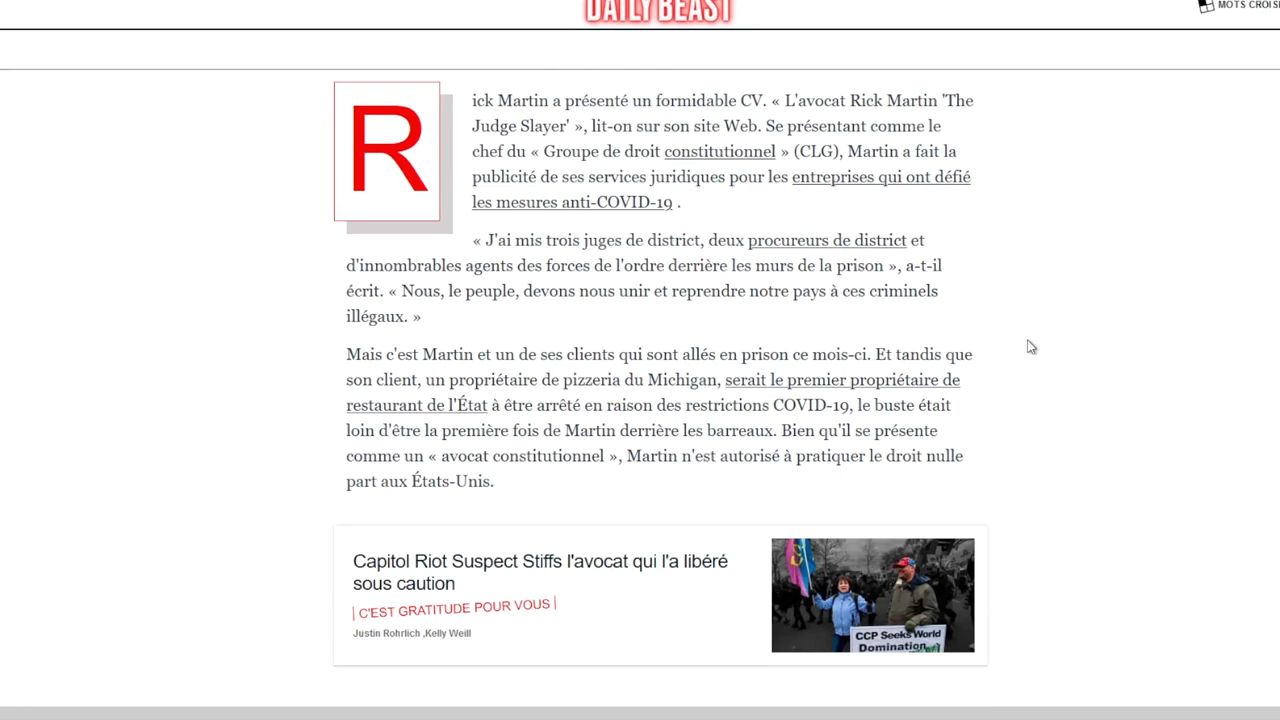 DAILY BEAST
MOTS CROISÉ
Rick Martin a présenté un formidable CV. « L'avocat Rick Martin 'The
Judge Slayer' », lit-on sur son site Web. Se présentant comme le
chef du « Groupe de droit constitutionnel » (CLG), Martin a fait la
publicité de ses services juridiques pour les entreprises qui ont défié
les mesures anti-COVID-19 .
« J'ai mis trois juges de district, deux procureurs de district et
d'innombrables agents des forces de l'ordre derrière les murs de la prison », a-t-il
écrit. « Nous, le peuple, devons nous unir et reprendre notre pays à ces criminels
illégaux. »
Mais c'est Martin et un de ses clients qui sont allés en prison ce mois-ci. Et tandis que
son client, un propriétaire de pizzeria du Michigan, serait le premier propriétaire de
restaurant de l'État à être arrêté en raison des restrictions COVID-19, le buste était
loin d'être la première fois de Martin derrière les barreaux. Bien qu'il se présente
comme un « avocat constitutionnel », Martin n'est autorisé à pratiquer le droit nulle
part aux États-Unis.
Capitol Riot Suspect Stiffs l'avocat qui l'a libéré
sous caution
C'EST GRATITUDE POUR VOUS
Justin Rohrlich ,Kelly Weill
CCP Seeks World
Domination